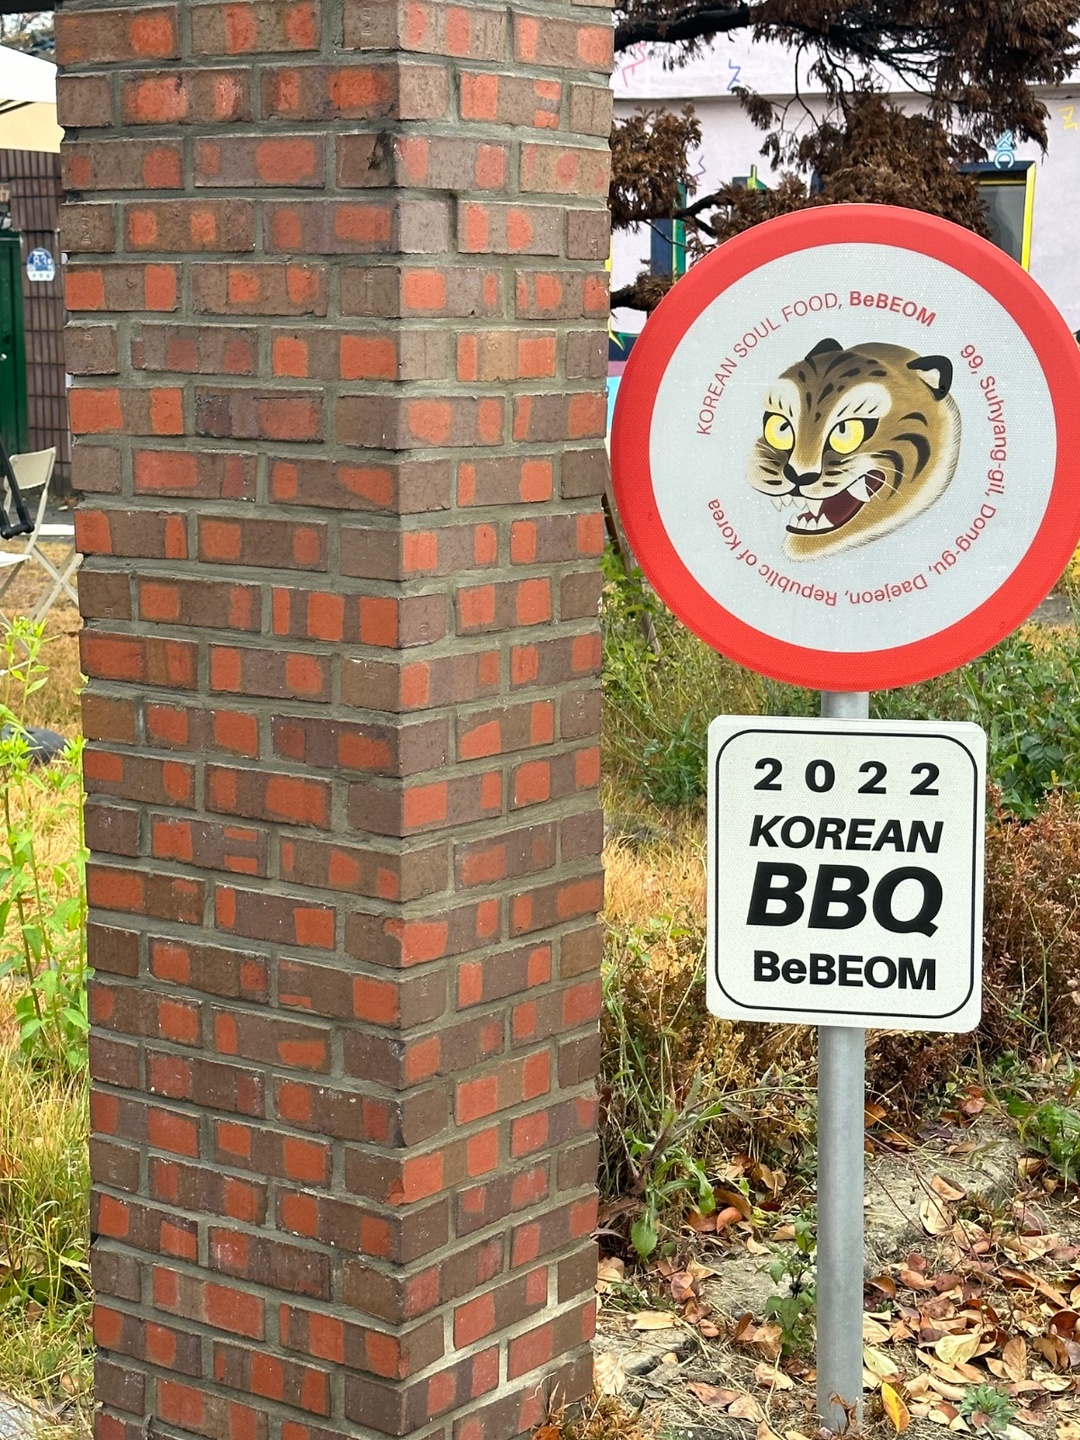 KOREAN SOUL FOOD, BeBEOM
99, Suhyang-gil, Dong-gu, Daejeon, Republic of Korea
2022
KOREAN
BBQ
BeBEOM